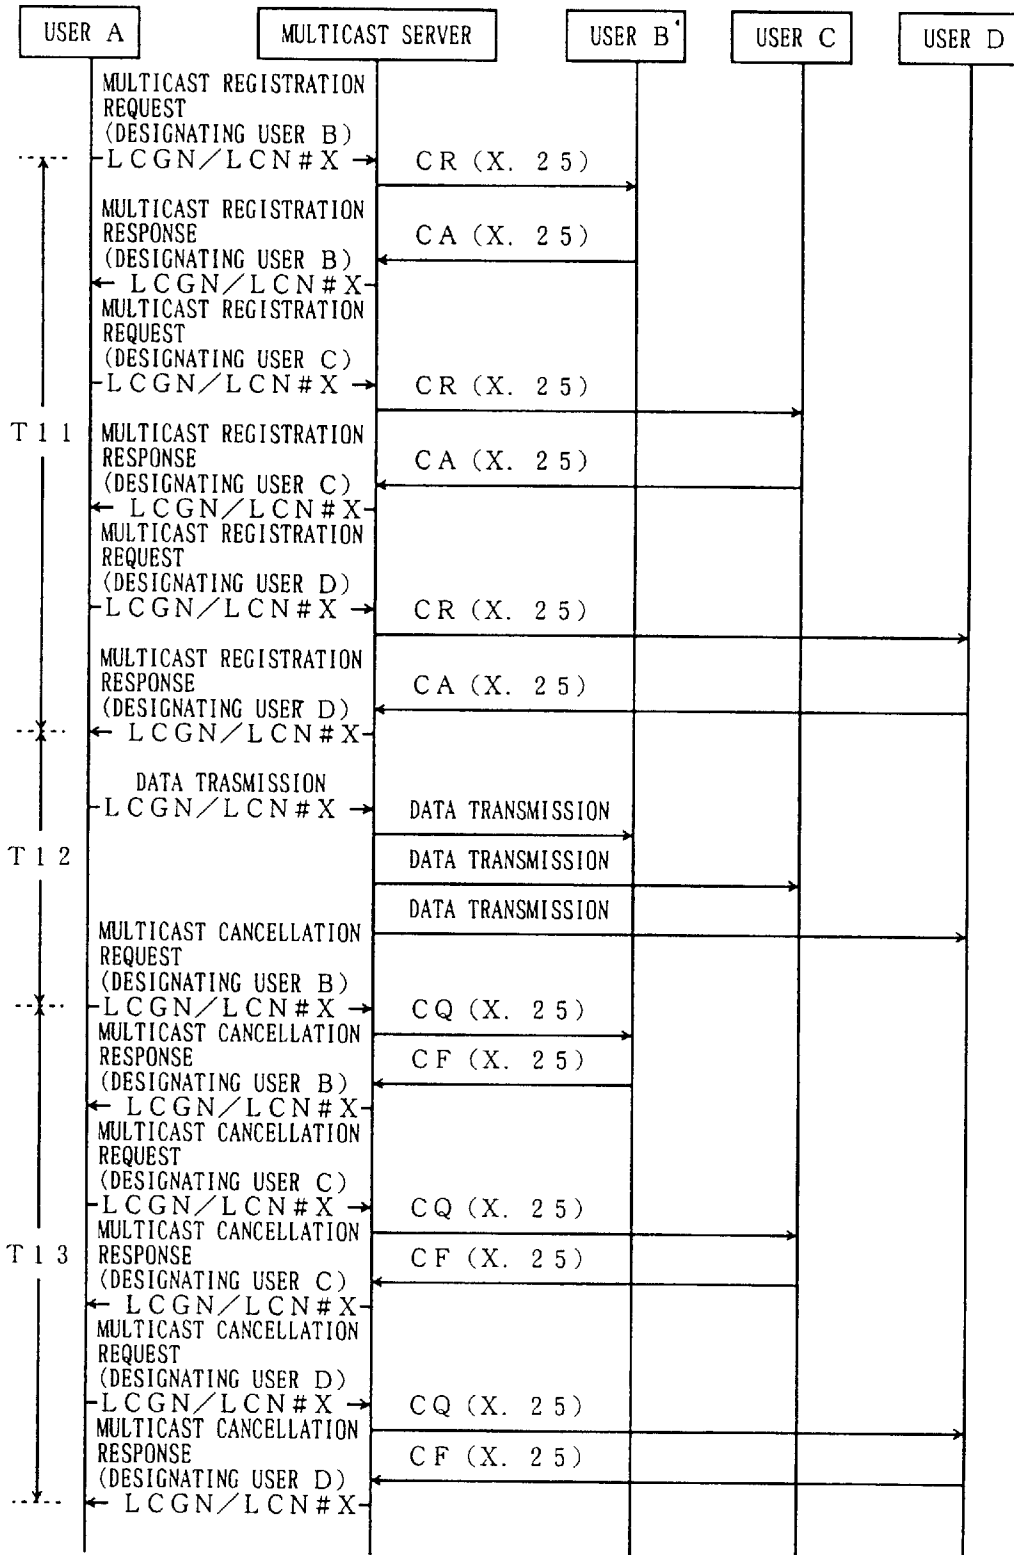 USER A
MULTICAST SERVER
USER B
USER C
USER D
MULTICAST REGISTRATION
REQUEST
(DESIGNATING USER B)
LCGN/LCN#X
CR (X. 25)
MULTICAST REGISTRATION
RESPONSE
CA (X. 25)
(DESIGNATING USER B)
LCGN/LCN#X
MULTICAST REGISTRATION
REQUEST
(DESIGNATING USER C)
LCGN/LCN#X
CR (X. 25)
T11
MULTICAST REGISTRATION
RESPONSE
CA (X. 25)
(DESIGNATING USER C)
LCGN/LCN#X
MULTICAST REGISTRATION
REQUEST
(DESIGNATING USER D)
LCGN/LCN#X
CR (X. 25)
MULTICAST REGISTRATION
RESPONSE
CA (X. 25)
(DESIGNATING USER D)
LCGN/LCN#X
DATA TRASMISSION
LCGN/LCN#X
DATA TRANSMISSION
T12
DATA TRANSMISSION
DATA TRANSMISSION
MULTICAST CANCELLATION
REQUEST
(DESIGNATING USER B)
LCGN/LCN#X
CQ (X. 25)
MULTICAST CANCELLATION
RESPONSE
CF (X. 25)
(DESIGNATING USER B)
LCGN/LCN#X
MULTICAST CANCELLATION
REQUEST
(DESIGNATING USER C)
LCGN/LCN#X
CQ (X. 25)
MULTICAST CANCELLATION
T13
RESPONSE
CF (X. 25)
(DESIGNATING USER C)
LCGN/LCN#X
MULTICAST CANCELLATION
REQUEST
(DESIGNATING USER D)
LCGN/LCN#X
CQ (X. 25)
MULTICAST CANCELLATION
RESPONSE
CF (X. 25)
(DESIGNATING USER D)
LCGN/LCN#X